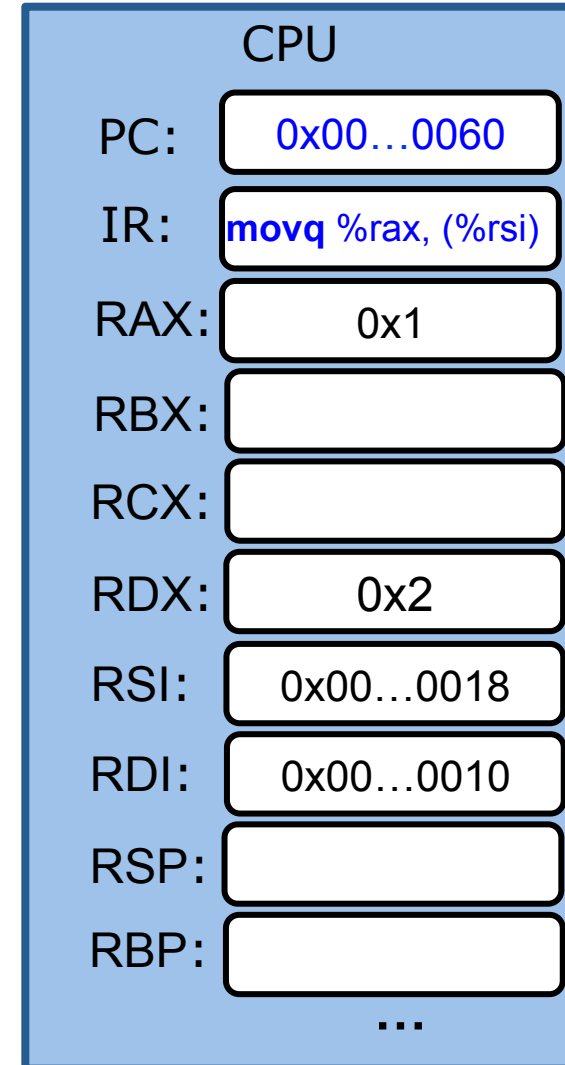 CPU
PC: 0x00…0060
IR: movq %rax, (%rsi)
RAX: 0x1
RBX:
RCX:
RDX: 0x2
RSI: 0x00…0018
RDI: 0x00…0010
RSP:
RBP:
…